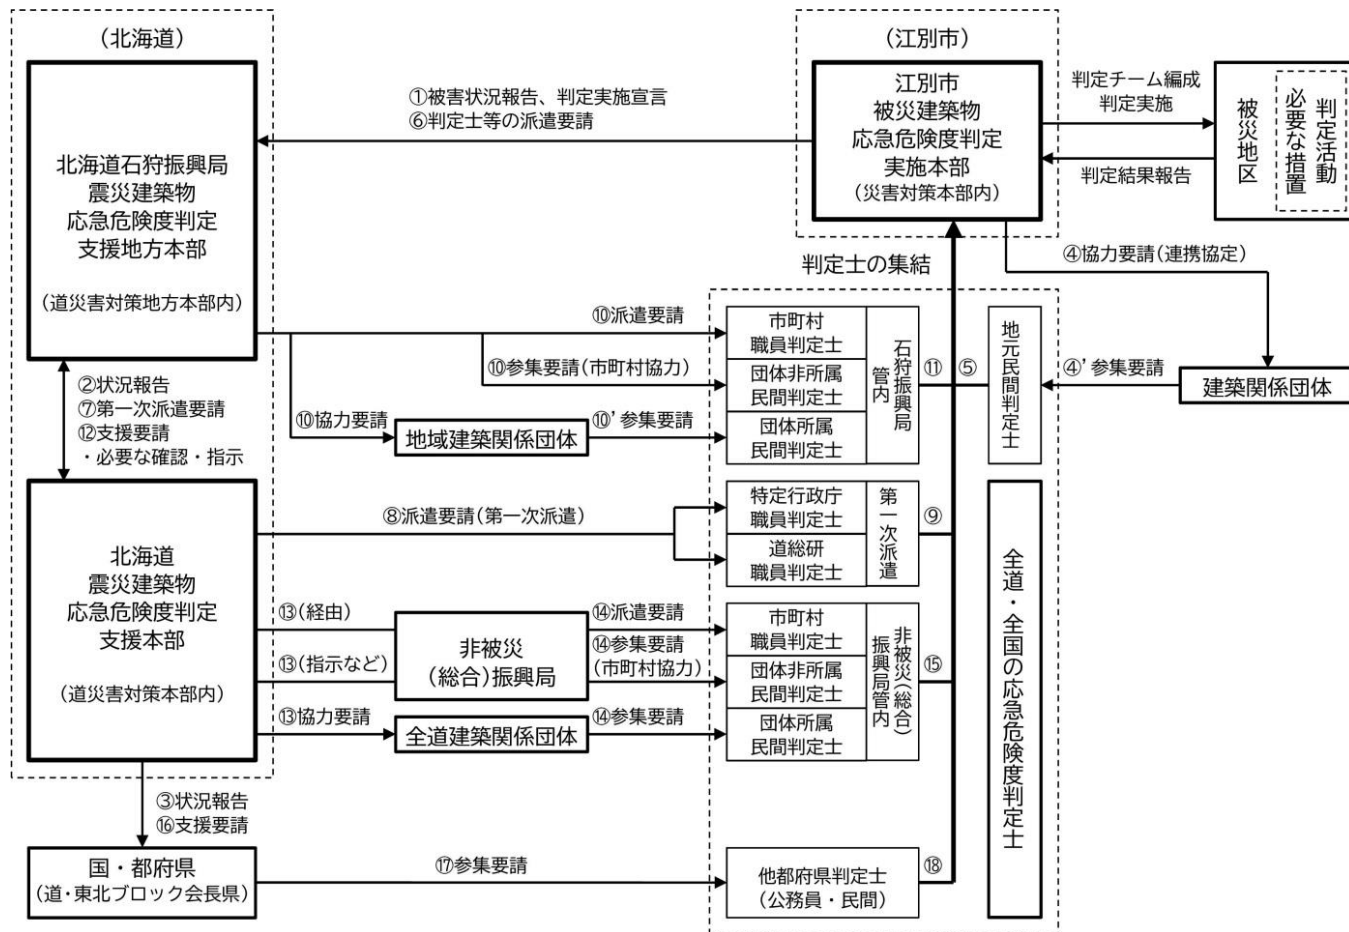 (北海道)
北海道石狩振興局
震災建築物
応急危険度判定
支援地方本部
(道災害対策地方本部内)
①被害状況報告、判定実施宣言
⑥判定士等の派遣要請
(江別市)
江別市
被災建築物
応急危険度判定
実施本部
(災害対策本部内)
判定チーム編成
判定実施
判定結果報告
被災地区
判定活動
必要な措置
④協力要請(連携協定)
建築関係団体
④'参集要請
地元民間判定士
⑤
判定士の集結
⑩派遣要請
⑩参集要請(市町村協力)
⑩協力要請
地域建築関係団体
⑩'参集要請
市町村
職員判定士
団体非所属
民間判定士
団体所属
民間判定士
石狩振興局
管内
⑪
②状況報告
⑦第一次派遣要請
⑫支援要請
・必要な確認・指示
北海道
震災建築物
応急危険度判定
支援本部
(道災害対策本部内)
⑧派遣要請(第一次派遣)
特定行政庁
職員判定士
道総研
職員判定士
第一次派遣
⑨
全道・全国の応急危険度判定士
⑬(経由)
⑬(指示など)
⑬協力要請
非被災
(総合)振興局
全道建築関係団体
⑭派遣要請
⑭参集要請
(市町村協力)
⑭参集要請
市町村
職員判定士
団体非所属
民間判定士
団体所属
民間判定士
非被災(総合)
振興局管内
⑮
③状況報告
⑯支援要請
国・都府県
(道・東北ブロック会長県)
⑰参集要請
他都府県判定士
(公務員・民間)
⑱